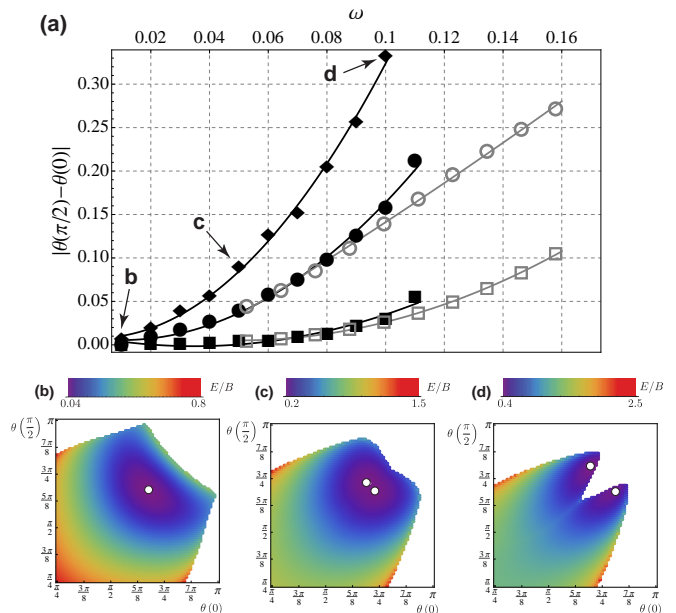 ω
(a)
0.02 0.04 0.06 0.08 0.1 0.12 0.14 0.16
|θ(π/2)−θ(0)|
0.30
0.25
0.20
0.15
0.10
0.05
0.00
b
c
d
(b)
0.04 0.8
E/B
θ(π/2)
π
7π/8
3π/4
5π/8
π/2
3π/8
π/4
π/4 3π/8 π/2 5π/8 3π/4 7π/8 π
θ(0)
(c)
0.2 1.5
E/B
θ(π/2)
π
7π/8
3π/4
5π/8
π/2
3π/8
π/4
π/4 3π/8 π/2 5π/8 3π/4 7π/8 π
θ(0)
(d)
0.4 2.5
E/B
θ(π/2)
π
7π/8
3π/4
5π/8
π/2
3π/8
π/4
π/4 3π/8 π/2 5π/8 3π/4 7π/8 π
θ(0)